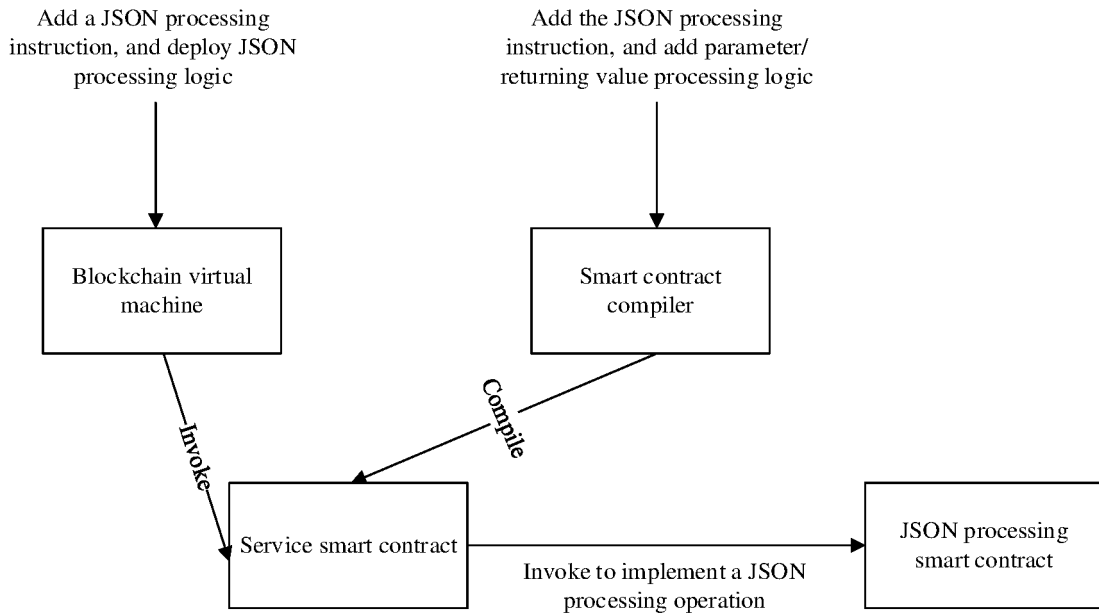 Add a JSON processing
instruction, and deploy JSON
processing logic
Add the JSON processing
instruction, and add parameter/
returning value processing logic
Blockchain virtual
machine
Smart contract
compiler
Invoke
Compile
Service smart contract
Invoke to implement a JSON
processing operation
JSON processing
smart contract